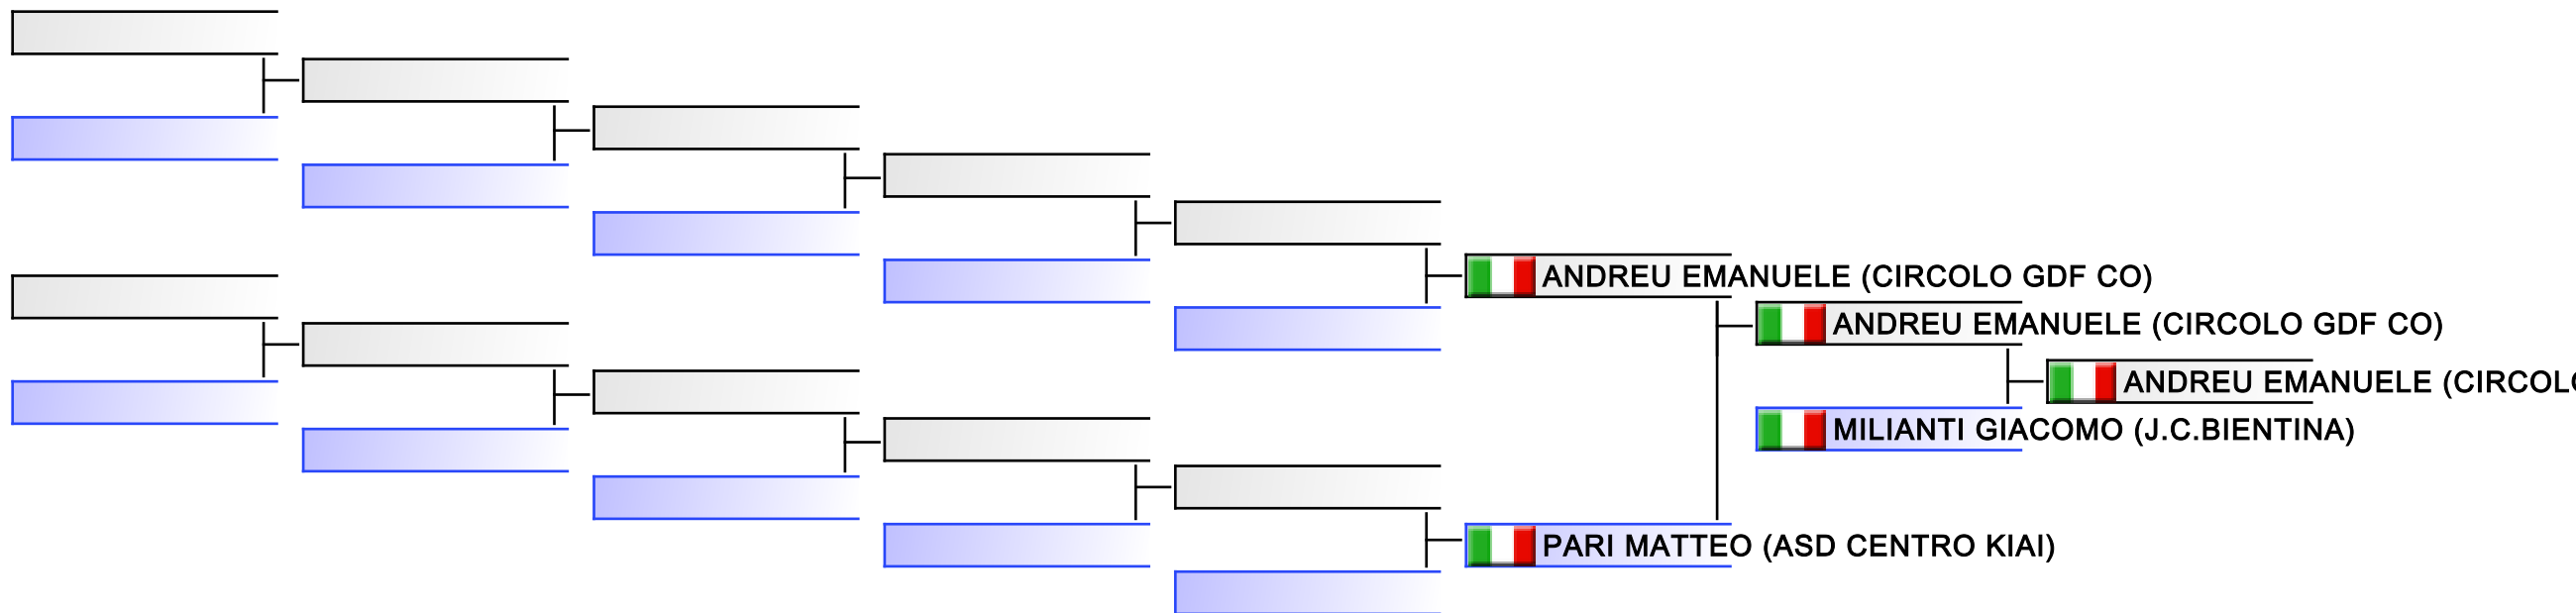 ANDREU EMANUELE (CIRCOLO GDF CO)
ANDREU EMANUELE (CIRCOLO GDF CO)
ANDREU EMANUELE (CIRCOL
MILIANTI GIACOMO (J.C.BIENTINA)
PARI MATTEO (ASD CENTRO KIAI)